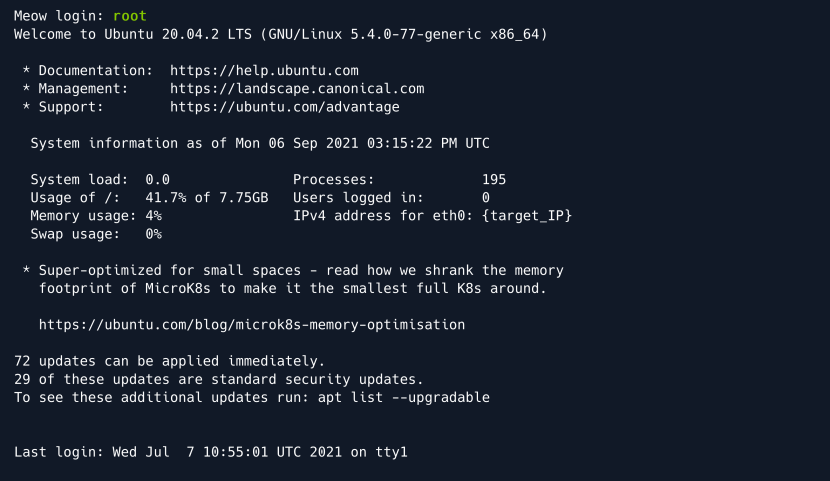 Meow login: root
Welcome to Ubuntu 20.04.2 LTS (GNU/Linux 5.4.0-77-generic x86_64)
* Documentation:  https://help.ubuntu.com
* Management:     https://landscape.canonical.com
* Support:        https://ubuntu.com/advantage
System information as of Mon 06 Sep 2021 03:15:22 PM UTC
System load:  0.0               Processes:             195
Usage of /:   41.7% of 7.75GB   Users logged in:       0
Memory usage: 4%                IPv4 address for eth0: {target_IP}
Swap usage:   0%
* Super-optimized for small spaces - read how we shrank the memory
footprint of MicroK8s to make it the smallest full K8s around.
https://ubuntu.com/blog/microk8s-memory-optimisation
72 updates can be applied immediately.
29 of these updates are standard security updates.
To see these additional updates run: apt list --upgradable
Last login: Wed Jul  7 10:55:01 UTC 2021 on tty1